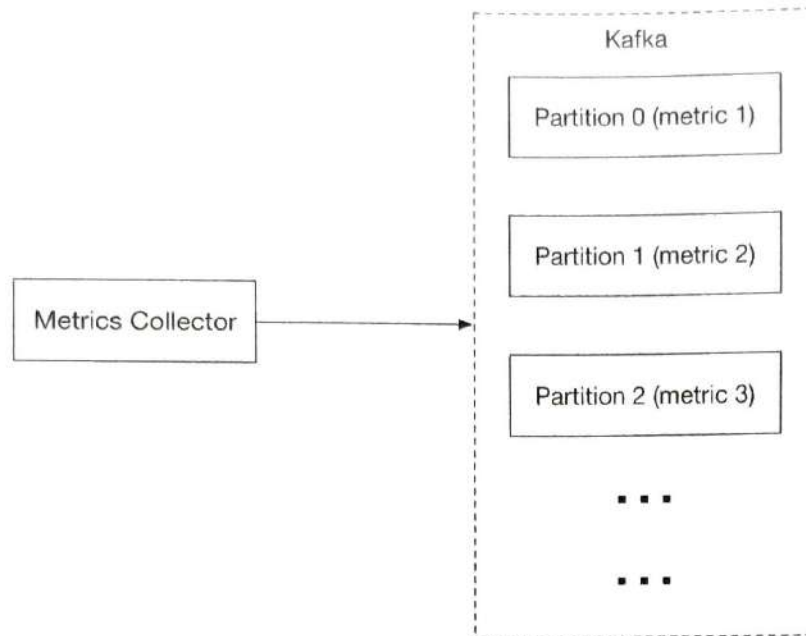 Kafka
Partition 0 (metric 1)
Partition 1 (metric 2)
Metrics Collector
Partition 2 (metric 3)
...
...